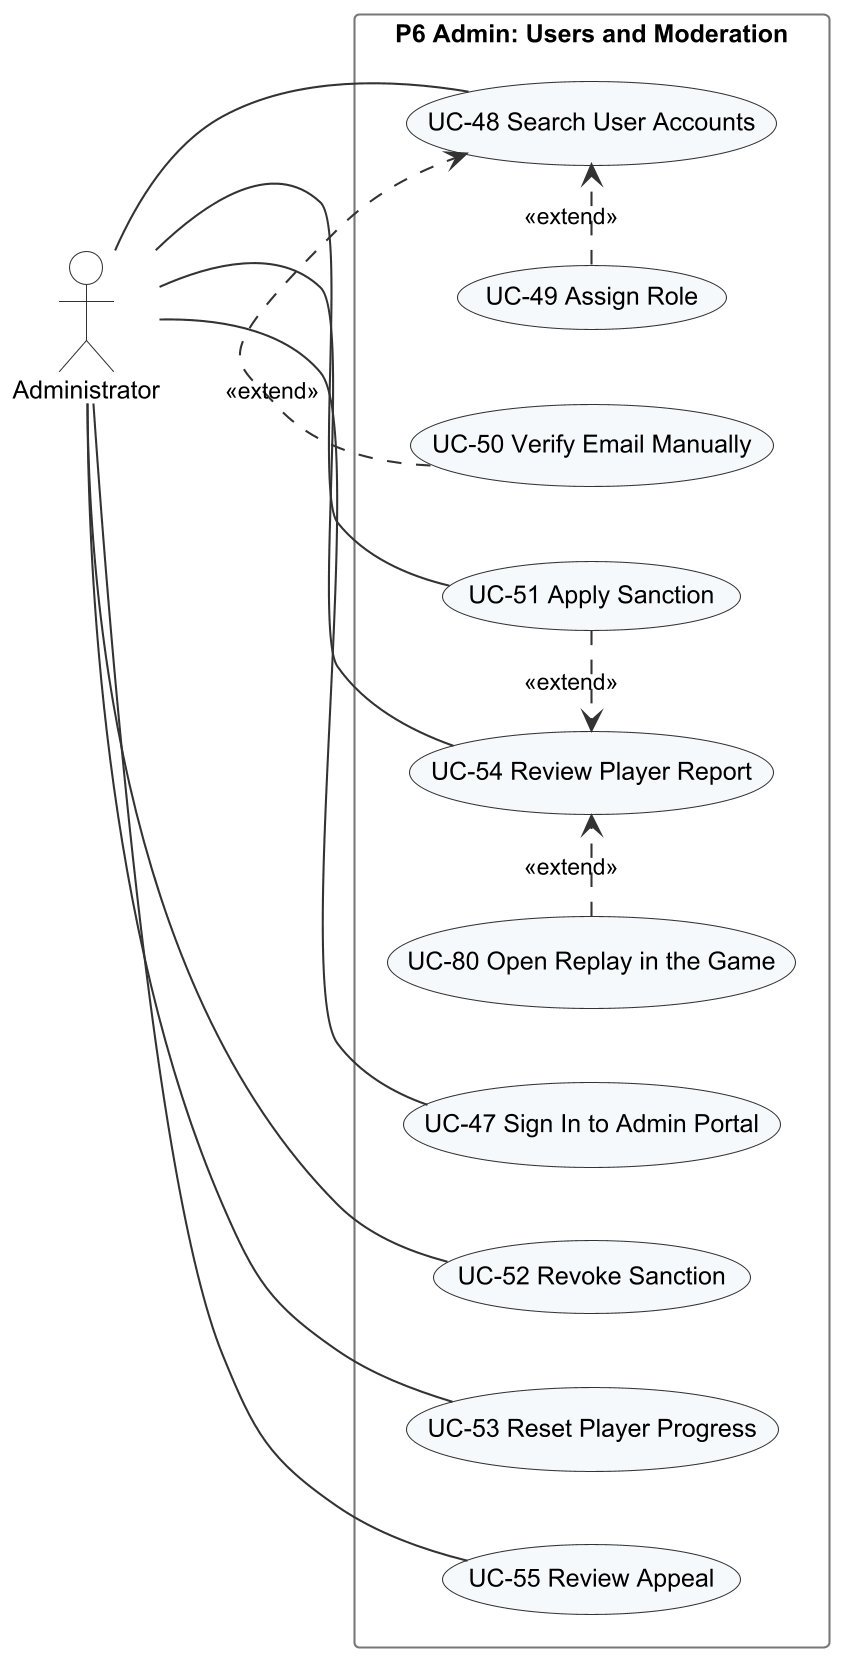 P6 Admin: Users and Moderation
UC-48 Search User Accounts
«extend»
UC-49 Assign Role
Administrator
«extend»
UC-50 Verify Email Manually
UC-51 Apply Sanction
«extend»
UC-54 Review Player Report
«extend»
UC-80 Open Replay in the Game
UC-47 Sign In to Admin Portal
UC-52 Revoke Sanction
UC-53 Reset Player Progress
UC-55 Review Appeal